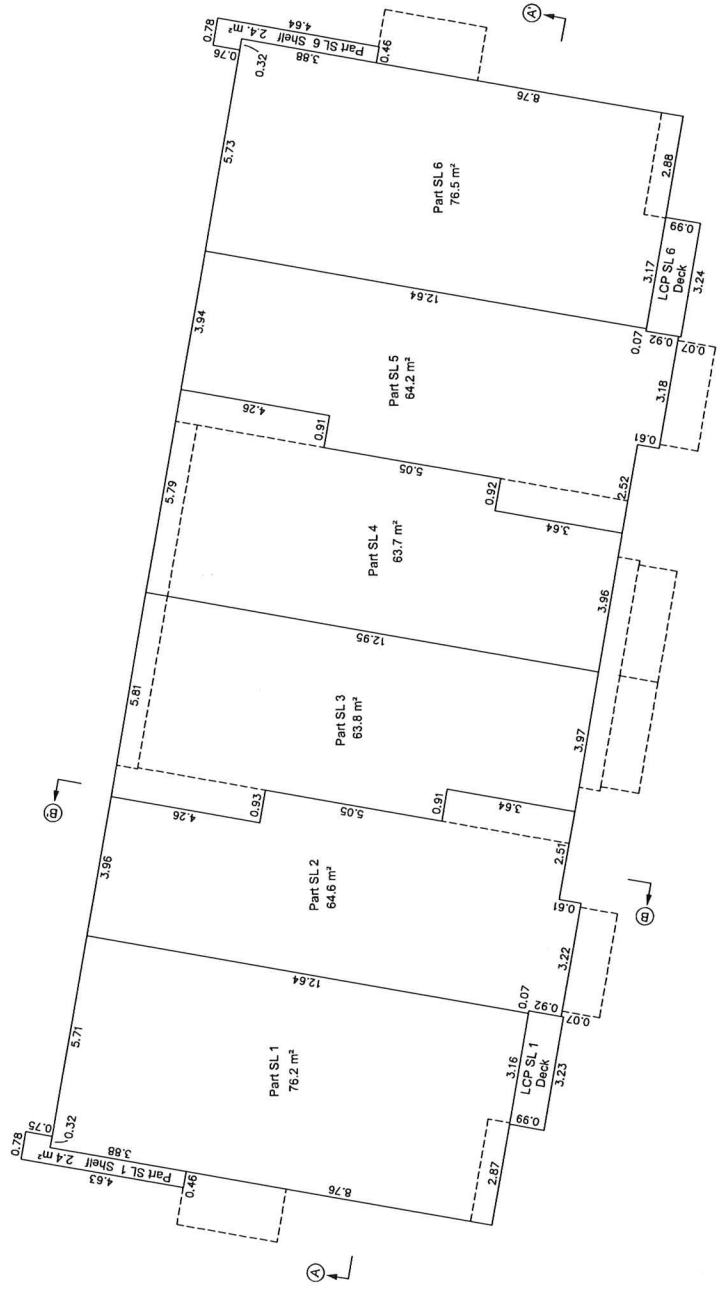 A'
0.78
4.64
Part SL 6 Shelf
2.4. m²
0.76
0.32
3.88
0.46
5.73
8.76
Part SL 6
76.5 m²
2.88
0.99
3.17
LCP SL 6
Deck
3.24
12.64
3.94
0.07
0.92
0.07
Part SL 5
64.2 m²
3.18
4.26
0.91
0.61
5.05
0.92
2.52
5.79
3.64
Part SL 4
63.7 m²
3.96
12.95
5.81
Part SL 3
63.8 m²
3.97
B'
4.26
0.93
5.05
0.91
3.64
2.51
3.96
Part SL 2
64.6 m²
0.61
B
3.22
12.64
0.07
0.92
0.07
5.71
Part SL 1
76.2 m²
3.16
LCP SL 1
Deck
3.23
0.99
0.75
0.32
0.78
Part SL 1 Shelf
2.4 m²
3.88
4.63
0.46
8.76
2.87
A